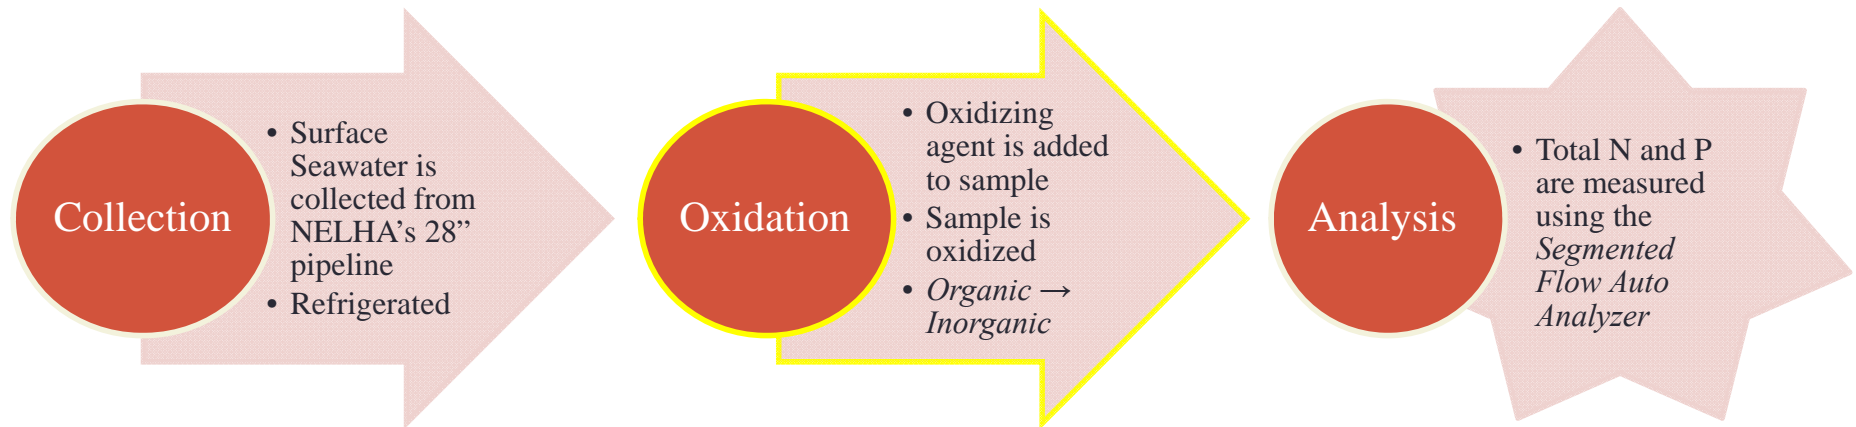 Collection
• Surface
Seawater is
collected from
NELHA’s 28”
pipeline
• Refrigerated
Oxidation
• Oxidizing
agent is added
to sample
• Sample is
oxidized
• Organic →
Inorganic
Analysis
• Total N and P
are measured
using the
Segmented
Flow Auto
Analyzer